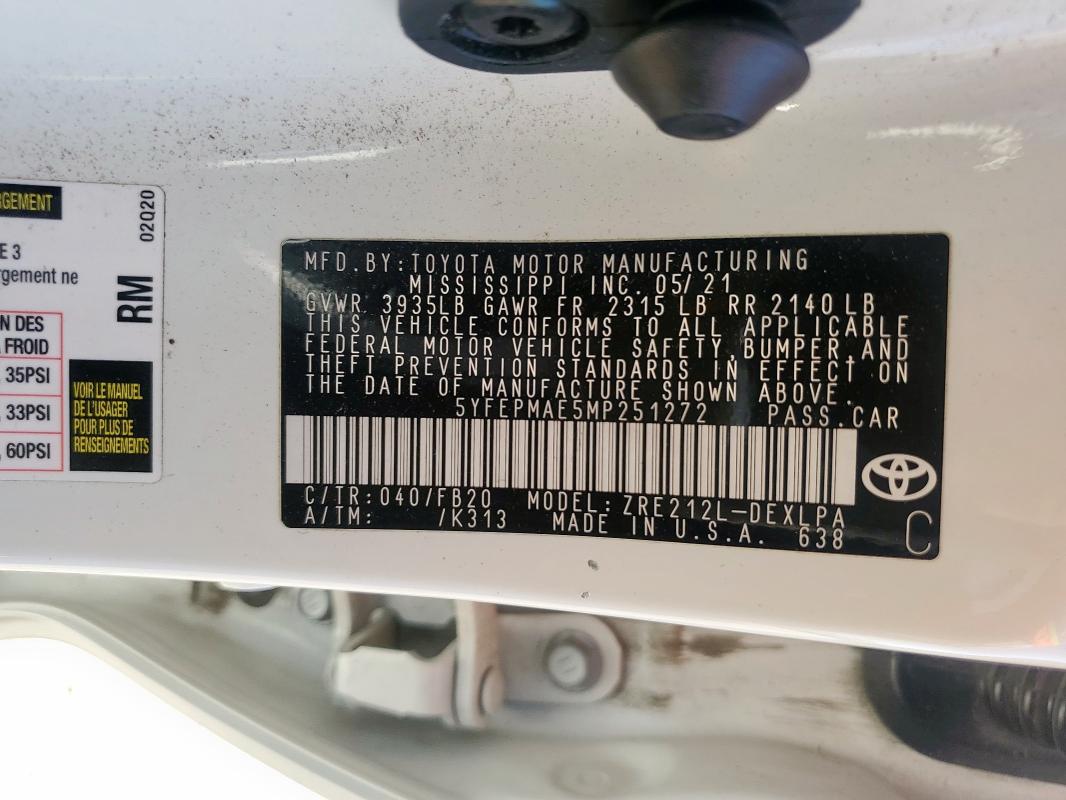 RGEMENT
02Q20
E 3
rgement ne
RM
N DES
FROID
35PSI
33PSI
60PSI
VOIR LE MANUEL
DE L'USAGER
POUR PLUS DE
RENSEIGNEMENTS
MFD.BY:TOYOTA MOTOR MANUFACTURING
MISSISSIPPI INC. 05/21
GVWR 3935LB GAWR FR 2315 LB RR 2140 LB
THIS VEHICLE CONFORMS TO ALL APPLICABLE
FEDERAL MOTOR VEHICLE SAFETY,BUMPER,AND
THEFT PREVENTION STANDARDS IN EFFECT ON
THE DATE OF MANUFACTURE SHOWN ABOVE.
5YFEPMAE5MP251272 PASS.CAR
C/TR:040/FB20 MODEL:ZRE212L-DEXLPA
A/TM: /K313 MADE IN U.S.A. 638
C